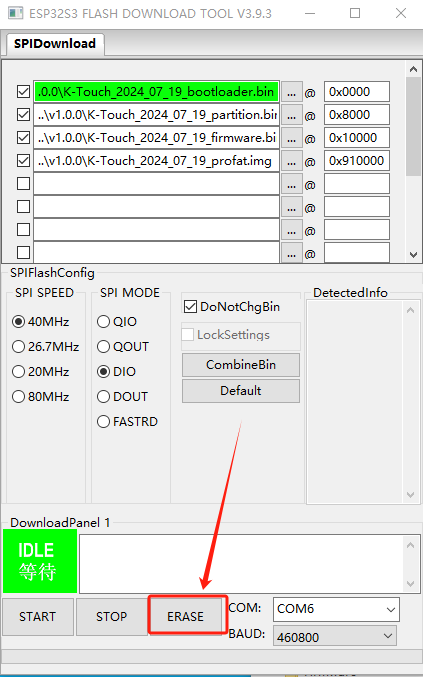 ESP32S3 FLASH DOWNLOAD TOOL V3.9.3
SPIDownload
.0.0\K-Touch_2024_07_19_bootloader.bin ... @ 0x0000
..\v1.0.0\K-Touch_2024_07_19_partition.bin ... @ 0x8000
..\v1.0.0\K-Touch_2024_07_19_firmware.bi ... @ 0x10000
..\v1.0.0\K-Touch_2024_07_19_profat.img ... @ 0x910000
... @
... @
... @
... @
SPIFlashConfig
SPI SPEED
40MHz
26.7MHz
20MHz
80MHz
SPI MODE
QIO
QOUT
DIO
DOUT
FASTRD
DoNotChgBin
LockSettings
CombineBin
Default
DetectedInfo
DownloadPanel 1
IDLE
等待
START
STOP
ERASE
COM:
COM6
BAUD:
460800